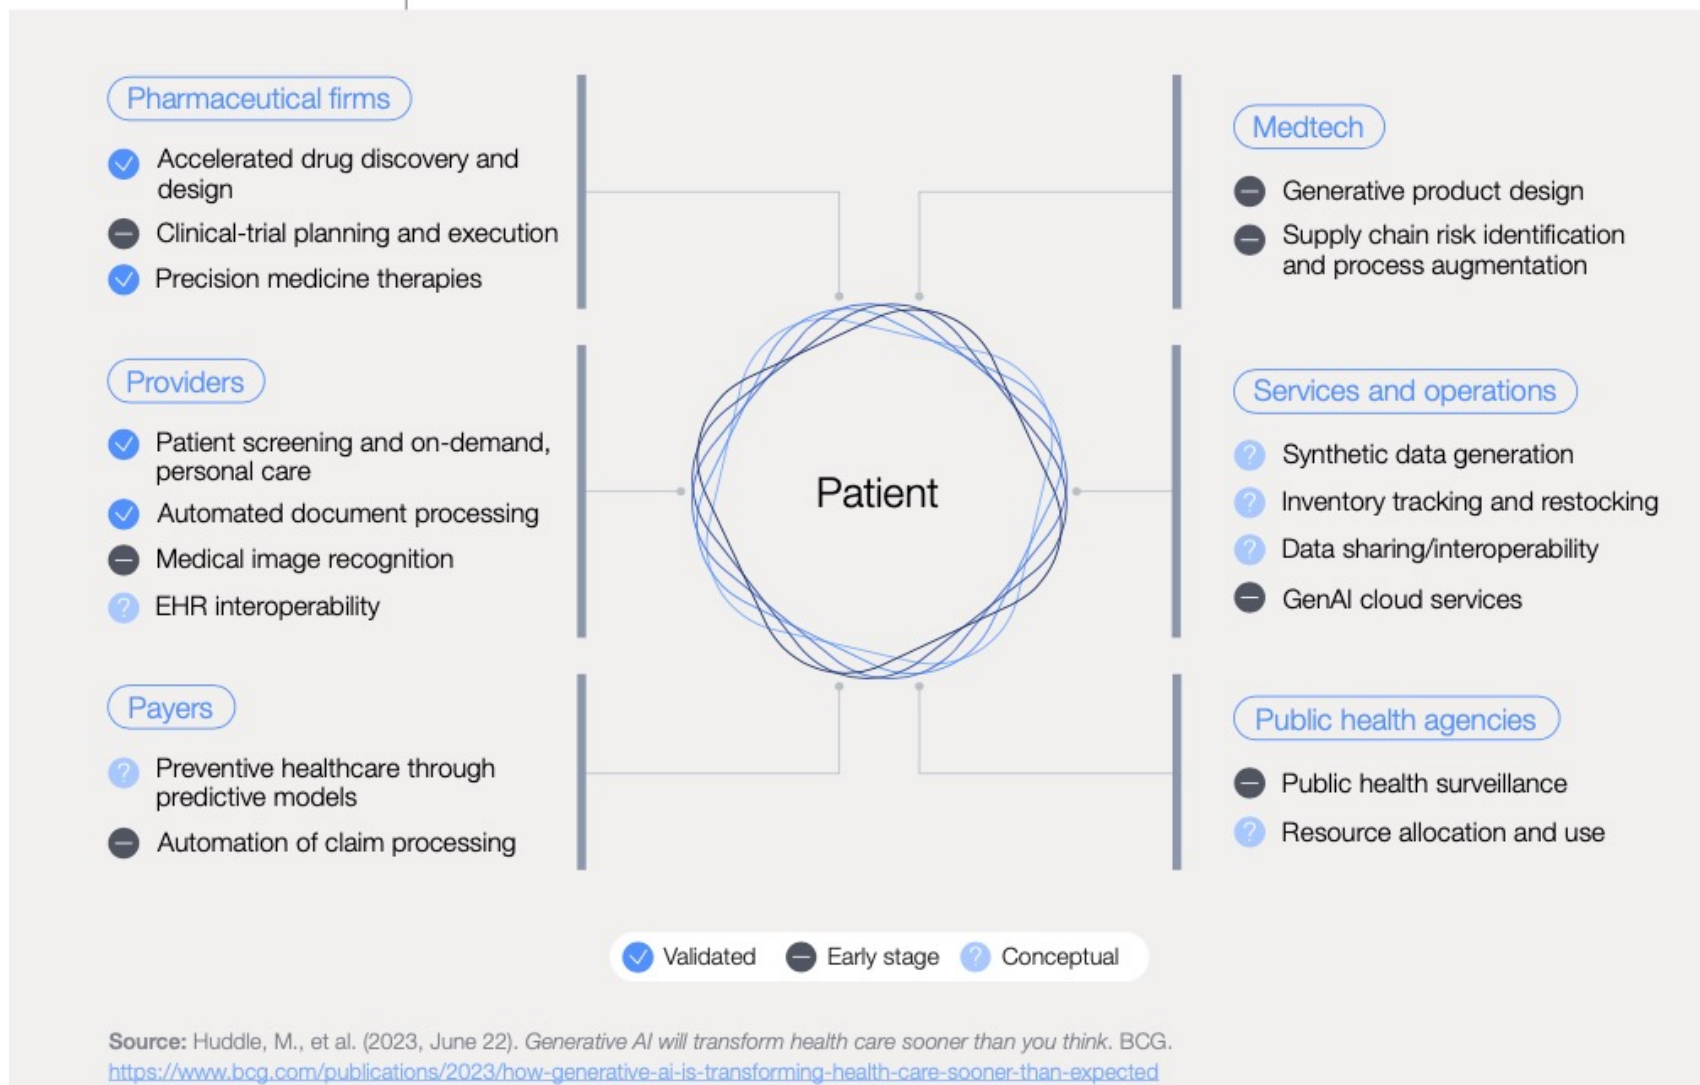 Pharmaceutical firms
Accelerated drug discovery and
design
Clinical-trial planning and execution
Precision medicine therapies
Providers
Patient screening and on-demand,
personal care
Automated document processing
Medical image recognition
EHR interoperability
Payers
Preventive healthcare through
predictive models
Automation of claim processing
Patient
Medtech
Generative product design
Supply chain risk identification
and process augmentation
Services and operations
Synthetic data generation
Inventory tracking and restocking
Data sharing/interoperability
GenAI cloud services
Public health agencies
Public health surveillance
Resource allocation and use
Validated Early stage Conceptual
Source: Huddle, M., et al. (2023, June 22). Generative AI will transform health care sooner than you think. BCG.
https://www.bcg.com/publications/2023/how-generative-ai-is-transforming-health-care-sooner-than-expected